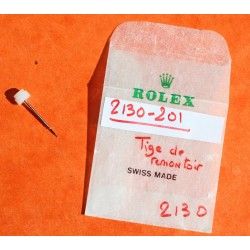 ROLEX
2130-201
Tige de
remontoir
SWISS MADE
2130